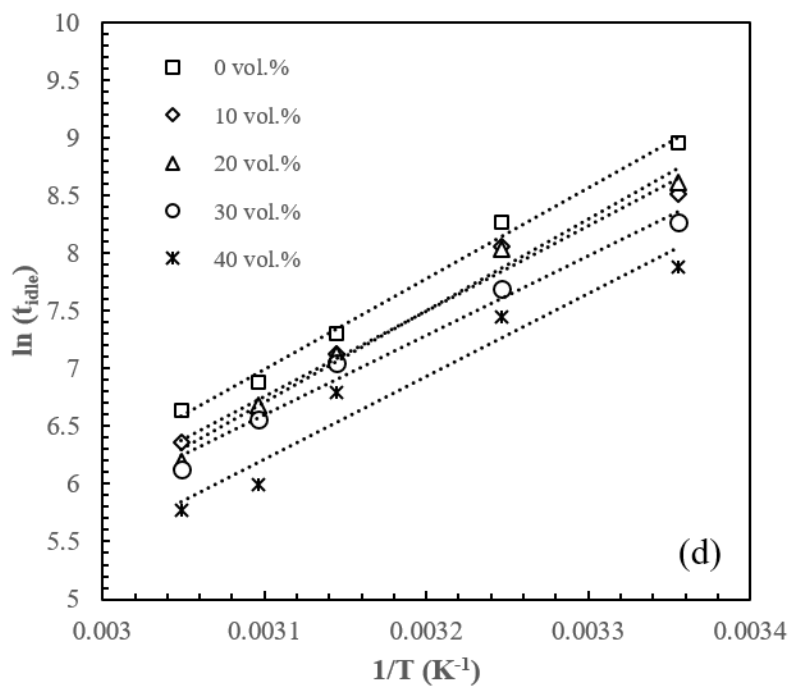 10
9.5
9
8.5
8
7.5
7
6.5
6
5.5
5
ln (t_idle)
0 vol.%
10 vol.%
20 vol.%
30 vol.%
40 vol.%
(d)
0.003 0.0031 0.0032 0.0033 0.0034
1/T (K⁻¹)